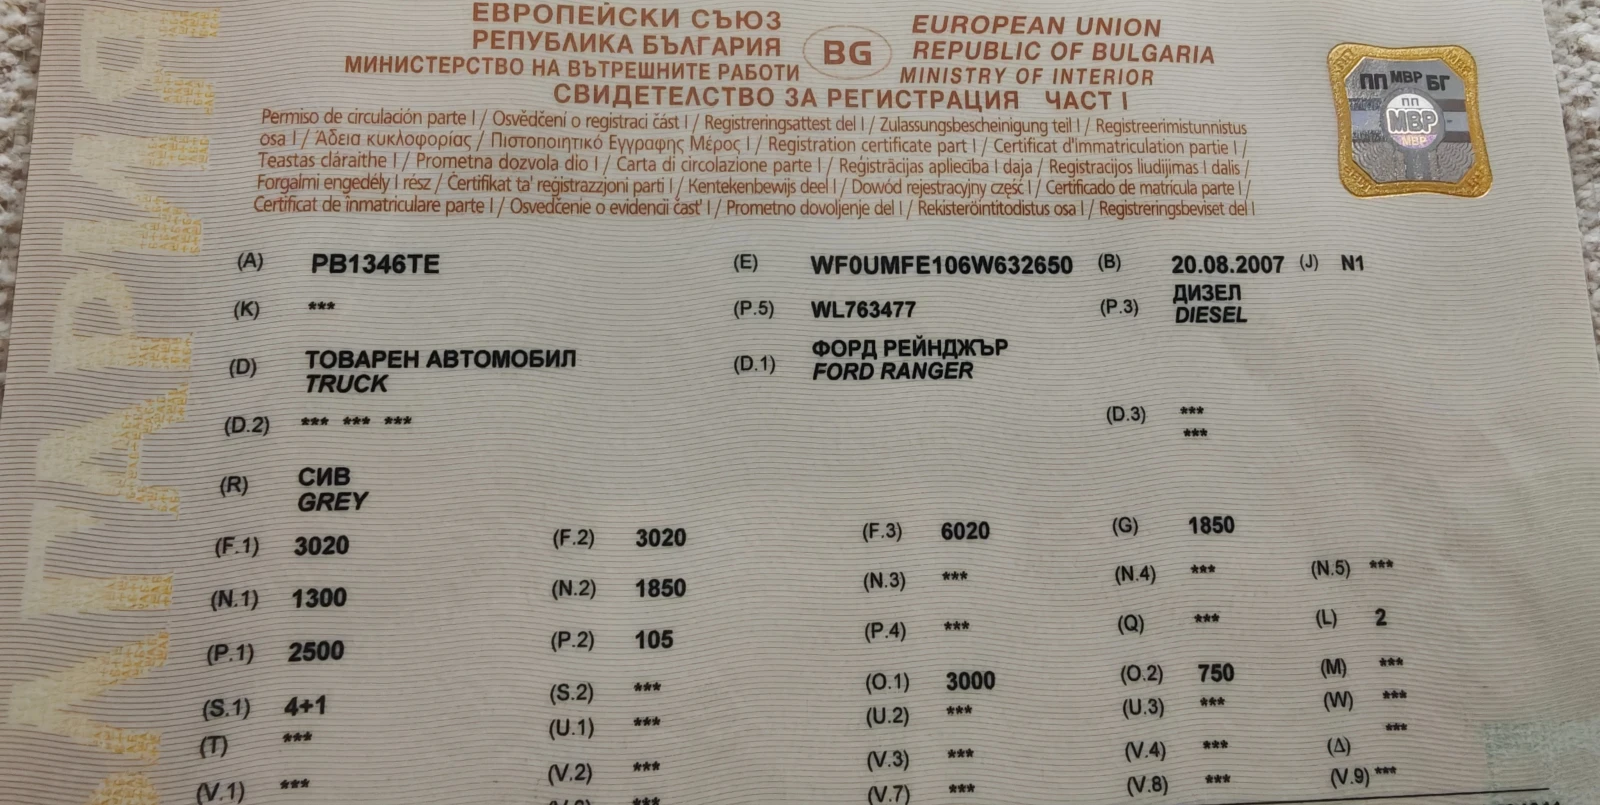 ЕВРОПЕЙСКИ СЪЮЗ EUROPEAN UNION
РЕПУБЛИКА БЪЛГАРИЯ BG REPUBLIC OF BULGARIA
МИНИСТЕРСТВО НА ВЪТРЕШНИТЕ РАБОТИ MINISTRY OF INTERIOR
СВИДЕТЕЛСТВО ЗА РЕГИСТРАЦИЯ ЧАСТ I
ПП МВР БГ
ПП
МВР
МВР
Permiso de circulación parte I / Osvědčení o registraci část I / Registreringsattest del I / Zulassungsbescheinigung teil I / Registreerimistunnistus
osa I / Άδεια κυκλοφορίας / Πιστοποιητικό Εγγραφης Μέρος I / Registration certificate part I / Certificat d'immatriculation partie I /
Teastas cláraithe I / Prometna dozvola dio I / Carta di circolazione parte I / Reģistrācijas apliecība I daja / Registracijos liudijimas I dalis /
Forgalmi engedély I rész / Čertifikat ta' reġistrazzjoni parti I / Kentekenbewijs deel I / Dowód rejestracyjny część I / Certificado de matricula parte I /
Certificat de înmatriculare parte I / Osvedčenie o evidencii časť I / Prometno dovoljenje del I / Rekisteröintitodistus osa I / Registreringsbeviset del I
(A) PB1346TE (E) WF0UMFE106W632650 (B) 20.08.2007 (J) N1
(K) *** (P.5) WL763477 (P.3) ДИЗЕЛ
DIESEL
(D) ТОВАРЕН АВТОМОБИЛ (D.1) ФОРД РЕЙНДЖЪР
TRUCK FORD RANGER
(D.2) *** *** *** (D.3) ***
***
(R) СИВ
GREY
(F.1) 3020 (F.2) 3020 (F.3) 6020 (G) 1850
(N.1) 1300 (N.2) 1850 (N.3) *** (N.4) *** (N.5) ***
(P.1) 2500 (P.2) 105 (P.4) *** (Q) *** (L) 2
(S.1) 4+1 (S.2) *** (O.1) 3000 (O.2) 750 (M) ***
(T) *** (U.1) *** (U.2) *** (U.3) *** (W) ***
***
(V.1) *** (V.2) *** (V.3) *** (V.4) *** (Δ)
*** (V.7) *** (V.8) *** (V.9) ***